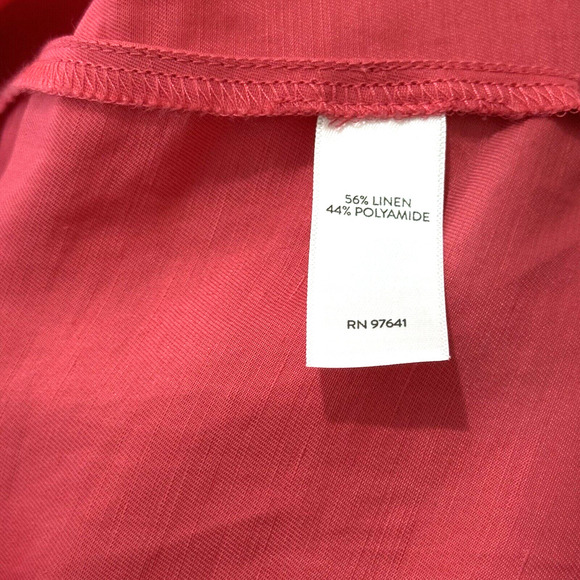 56% LINEN
44% POLYAMIDE
RN 97641